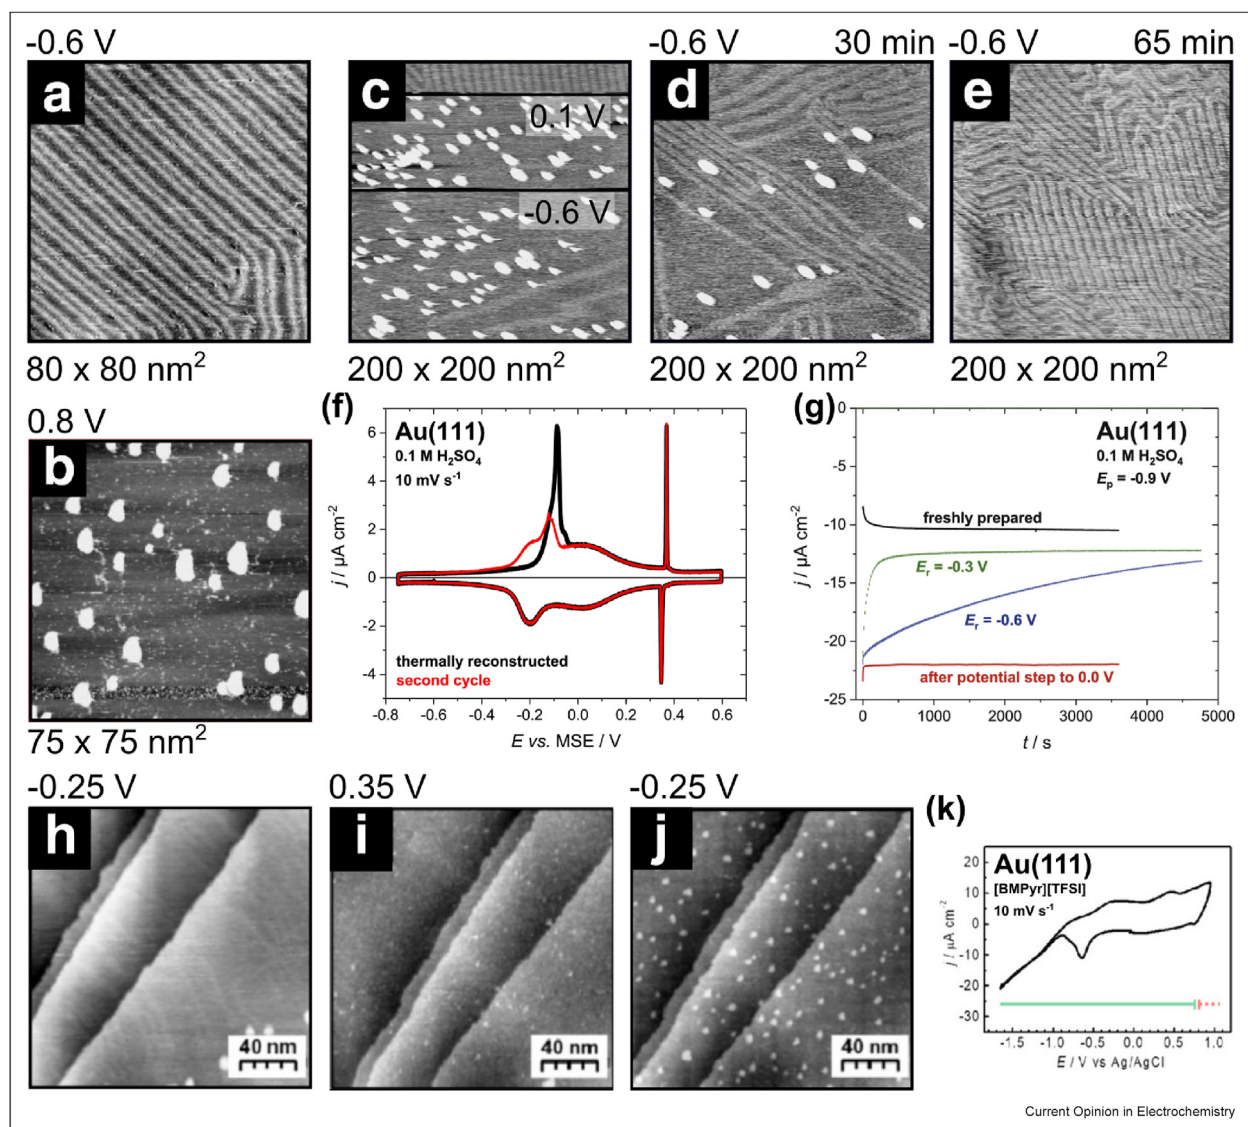 -0.6 V
a
80 x 80 nm2
c
0.1 V
-0.6 V
200 x 200 nm2
-0.6 V 30 min
d
200 x 200 nm2
-0.6 V 65 min
e
200 x 200 nm2
0.8 V
b
75 x 75 nm2
(f)
Au(111)
0.1 M H2SO4
10 mV s-1
thermally reconstructed
second cycle
j / µA cm-2
6
4
2
0
-2
-4
-0.8 -0.6 -0.4 -0.2 0.0 0.2 0.4 0.6 0.8
E vs. MSE / V
(g)
Au(111)
0.1 M H2SO4
Ep = -0.9 V
freshly prepared
Er = -0.3 V
Er = -0.6 V
after potential step to 0.0 V
j / µA cm-2
0
-5
-10
-15
-20
-25
0 1000 2000 3000 4000 5000
t / s
-0.25 V
h
40 nm
0.35 V
i
40 nm
-0.25 V
j
40 nm
(k)
Au(111)
[BMPyr][TFSI]
10 mV s-1
j / µA cm-2
20
10
0
-10
-20
-30
-1.5 -1.0 -0.5 0.0 0.5 1.0
E / V vs Ag/AgCl
Current Opinion in Electrochemistry